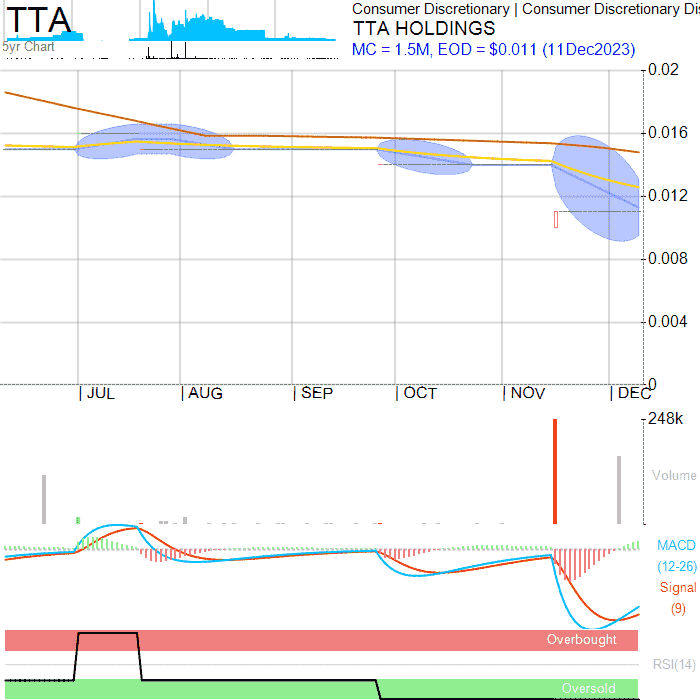 TTA
5yr Chart
Consumer Discretionary | Consumer Discretionary Dis
TTA HOLDINGS
MC = 1.5M, EOD = $0.011 (11Dec2023)
0.02
0.016
0.012
0.008
0.004
0
JUL AUG SEP OCT NOV DEC
248k
Volume
MACD
(12-26)
Signal
(9)
Overbought
RSI(14)
Oversold